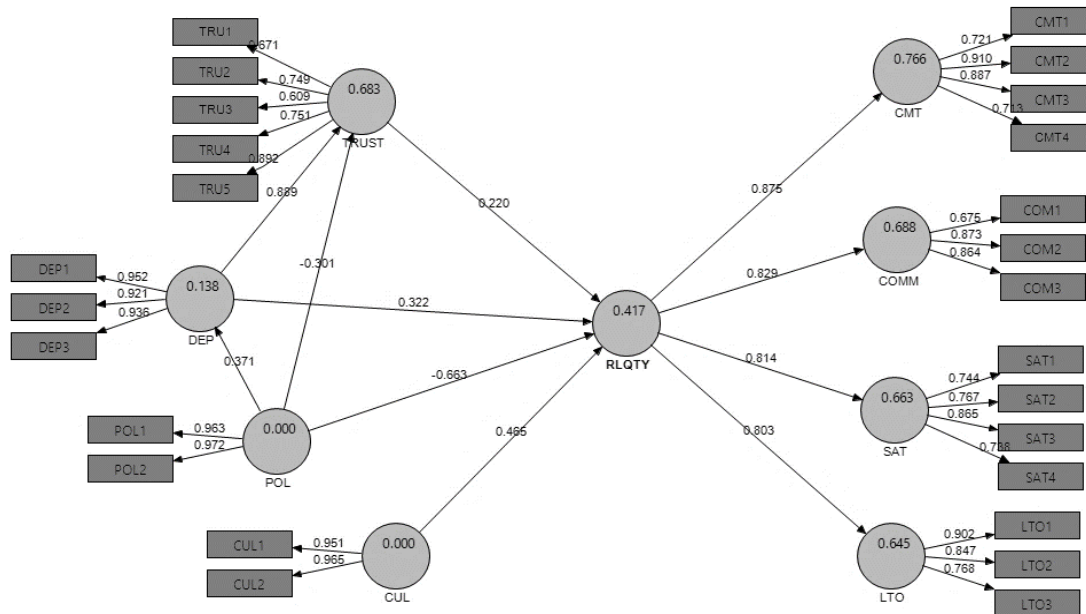 TRU1
0.671
TRU2
0.749
TRU3
0.609
TRU4
0.751
TRU5
0.892
0.683
TRUST
0.766
CMT
0.721
CMT1
0.910
CMT2
0.887
CMT3
0.713
CMT4
0.889
0.220
0.875
-0.301
DEP1
0.952
DEP2
0.921
DEP3
0.936
0.138
DEP
0.322
0.371
0.417
RLQTY
0.829
0.688
COMM
0.675
COM1
0.873
COM2
0.864
COM3
-0.663
0.814
POL1
0.963
POL2
0.972
0.000
POL
0.465
0.803
0.663
SAT
0.744
SAT1
0.767
SAT2
0.865
SAT3
0.736
SAT4
CUL1
0.951
CUL2
0.965
0.000
CUL
0.645
LTO
0.902
LTO1
0.847
LTO2
0.768
LTO3